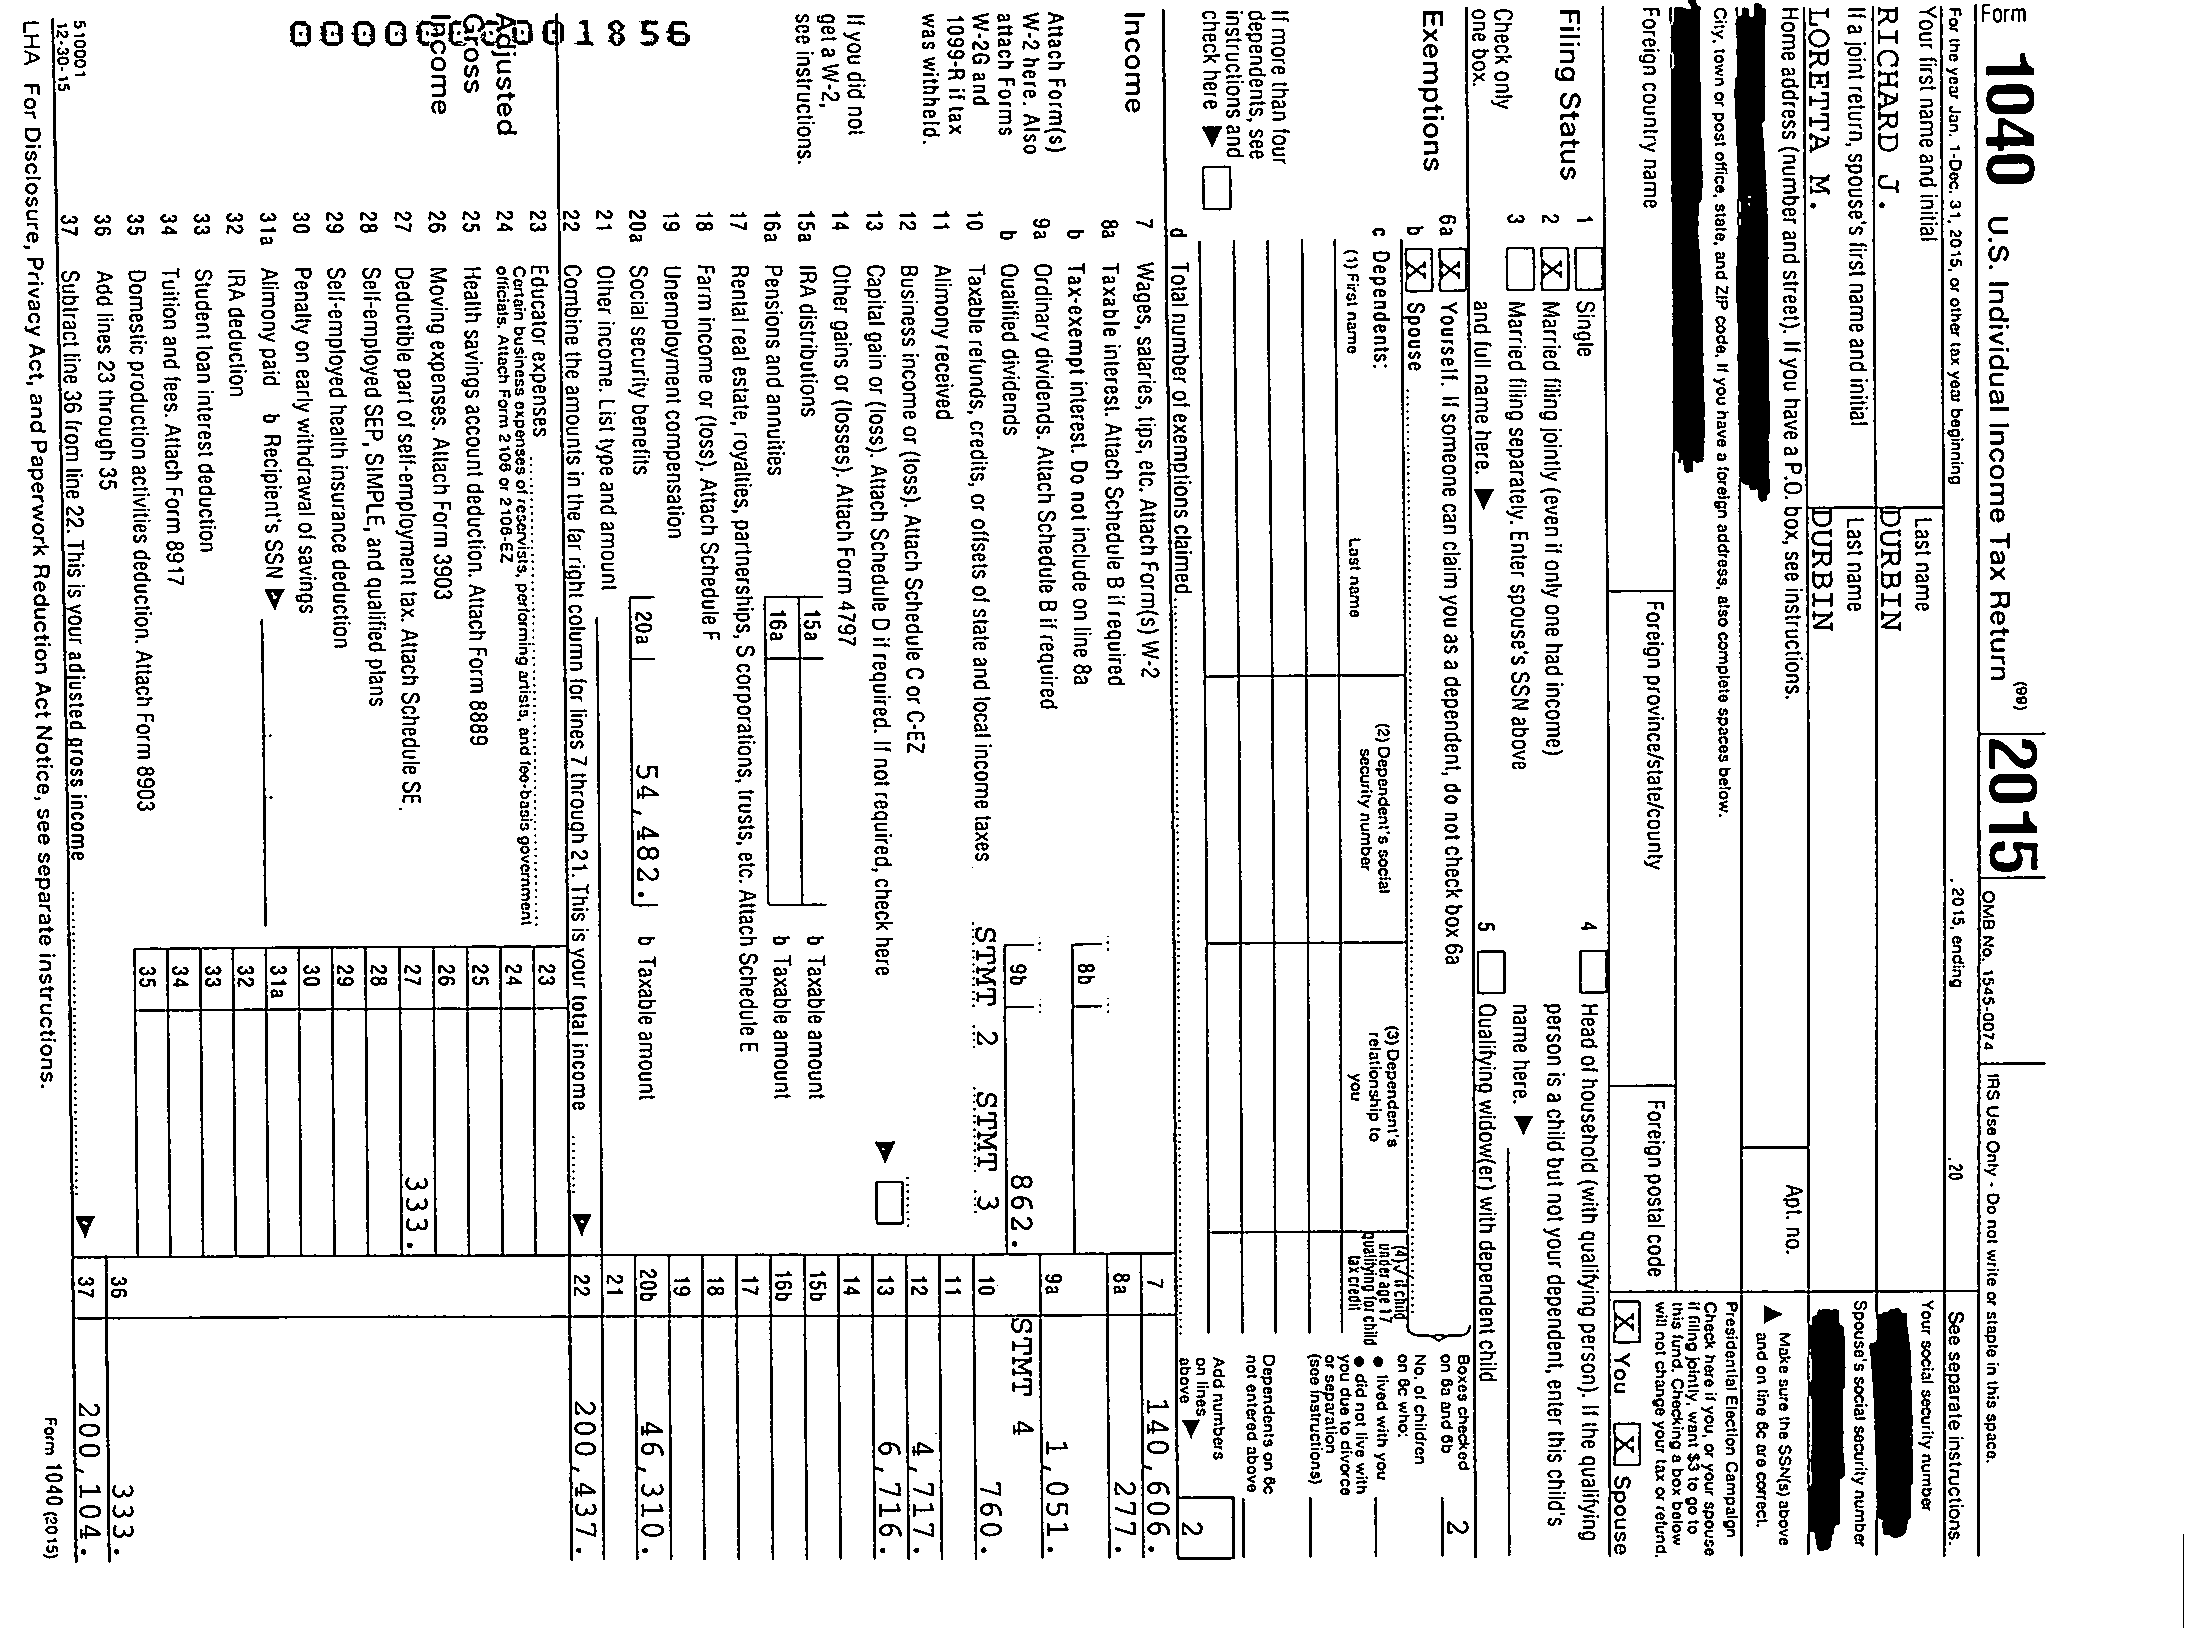 Form 1040 U.S. Individual Income Tax Return (99) 2015 OMB No. 1545-0074 IRS Use Only - Do not write or staple in this space.
For the year Jan. 1-Dec. 31, 2015, or other tax year beginning , 2015, ending , 20 See separate instructions.
Your first name and initial Last name Your social security number
RICHARD J. DURBIN
If a joint return, spouse's first name and initial Last name Spouse's social security number
LORETTA M. DURBIN
Home address (number and street). If you have a P.O. box, see instructions. Apt. no.
▲ Make sure the SSN(s) above and on line 6c are correct.
City, town or post office, state, and ZIP code. If you have a foreign address, also complete spaces below.
Presidential Election Campaign
Check here if you, or your spouse
if filing jointly, want $3 to go to
this fund. Checking a box below
will not change your tax or refund.
X You X Spouse
Foreign country name Foreign province/state/county Foreign postal code
Filing Status
Check only
one box.
1 Single
2 X Married filing jointly (even if only one had income)
3 Married filing separately. Enter spouse's SSN above
and full name here. ▶
4 Head of household (with qualifying person). If the qualifying
person is a child but not your dependent, enter this child's
name here. ▶
5 Qualifying widow(er) with dependent child
Exemptions
6a X Yourself. If someone can claim you as a dependent, do not check box 6a
b X Spouse
Boxes checked
on 6a and 6b 2
c Dependents:
(1) First name Last name
(2) Dependent's social
security number
(3) Dependent's
relationship to
you
(4) √ if child
under age 17
qualifying for child
tax credit
No. of children
on 6c who:
● lived with you
● did not live with
you due to divorce
or separation
(see instructions)
Dependents on 6c
not entered above
If more than four
dependents, see
instructions and
check here ▶
d Total number of exemptions claimed
Add numbers
on lines
above ▶ 2
Income
Attach Form(s)
W-2 here. Also
attach Forms
W-2G and
1099-R if tax
was withheld.
If you did not
get a W-2,
see instructions.
7 Wages, salaries, tips, etc. Attach Form(s) W-2 7 140,606.
8a Taxable interest. Attach Schedule B if required 8a 277.
b Tax-exempt interest. Do not include on line 8a 8b
9a Ordinary dividends. Attach Schedule B if required 9a 1,051.
b Qualified dividends 9b 862. STMT 4
10 Taxable refunds, credits, or offsets of state and local income taxes STMT 2 STMT 3 10 760.
11 Alimony received 11
12 Business income or (loss). Attach Schedule C or C-EZ 12 4,717.
13 Capital gain or (loss). Attach Schedule D if required. If not required, check here ▶ 13 6,716.
14 Other gains or (losses). Attach Form 4797 14
15a IRA distributions 15a b Taxable amount 15b
16a Pensions and annuities 16a b Taxable amount 16b
17 Rental real estate, royalties, partnerships, S corporations, trusts, etc. Attach Schedule E 17
18 Farm income or (loss). Attach Schedule F 18
19 Unemployment compensation 19
20a Social security benefits 20a 54,482. b Taxable amount 20b 46,310.
21 Other income. List type and amount 21
22 Combine the amounts in the far right column for lines 7 through 21. This is your total income ▶ 22 200,437.
Adjusted
Gross
Income
00000000001856
23 Educator expenses 23
24 Certain business expenses of reservists, performing artists, and fee-basis government
officials. Attach Form 2106 or 2106-EZ 24
25 Health savings account deduction. Attach Form 8889 25
26 Moving expenses. Attach Form 3903 26
27 Deductible part of self-employment tax. Attach Schedule SE 27 333.
28 Self-employed SEP, SIMPLE, and qualified plans 28
29 Self-employed health insurance deduction 29
30 Penalty on early withdrawal of savings 30
31a Alimony paid b Recipient's SSN ▶ 31a
32 IRA deduction 32
33 Student loan interest deduction 33
34 Tuition and fees. Attach Form 8917 34
35 Domestic production activities deduction. Attach Form 8903 35
36 Add lines 23 through 35 36 333.
37 Subtract line 36 from line 22. This is your adjusted gross income ▶ 37 200,104.
510001
12-30-15
LHA For Disclosure, Privacy Act, and Paperwork Reduction Act Notice, see separate instructions. Form 1040 (2015)